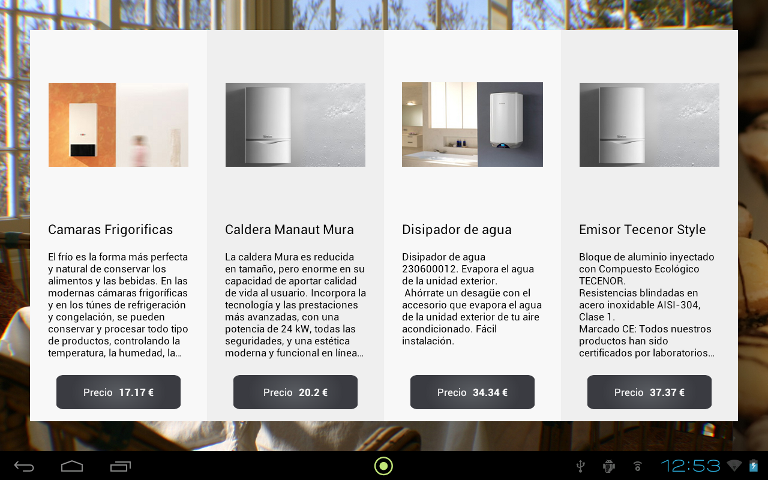 Camaras Frigorificas
El frío es la forma más perfecta
y natural de conservar los
alimentos y las bebidas. En las
modernas cámaras frigoríficas
y en los túnes de refrigeración
y congelación, se pueden
conservar y procesar todo tipo
de productos, controlando la
temperatura, la humedad, la...
Precio 17.17 €
Caldera Manaut Mura
La caldera Mura es reducida
en tamaño, pero enorme en su
capacidad de aportar calidad
de vida al usuario. Incorpora la
tecnología y las prestaciones
más avanzadas, con una
potencia de 24 kW, todas las
seguridades, y una estética
moderna y funcional en línea...
Precio 20.2 €
Disipador de agua
Disipador de agua
230600012. Evapora el agua
de la unidad exterior.
Ahórrate un desagüe con el
accesorio que evapora el agua
de la unidad exterior de tu aire
acondicionado. Fácil
instalación.
Precio 34.34 €
Emisor Tecenor Style
Bloque de aluminio inyectado
con Compuesto Ecológico
TECENOR.
Resistencias blindadas en
acero inoxidable AISI-304,
Clase 1.
Marcado CE: Todos nuestros
productos han sido
certificados por laboratorios...
Precio 37.37 €
12:53